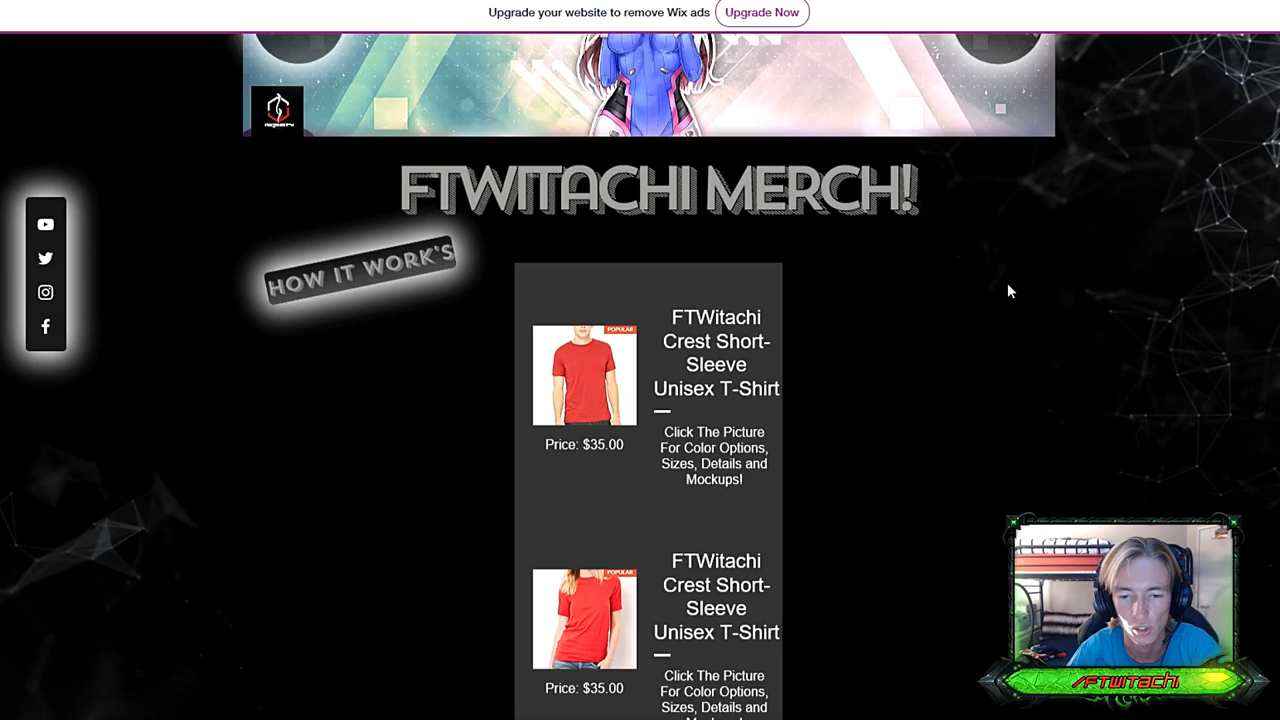 Upgrade your website to remove Wix ads
Upgrade Now
FTWITACHI MERCH!
HOW IT WORK'S
POPULAR
FTWitachi
Crest Short-
Sleeve
Unisex T-Shirt
Click The Picture
For Color Options,
Sizes, Details and
Mockups!
Price: $35.00
POPULAR
FTWitachi
Crest Short-
Sleeve
Unisex T-Shirt
Click The Picture
For Color Options,
Sizes, Details and
Price: $35.00
/FTWITACHI